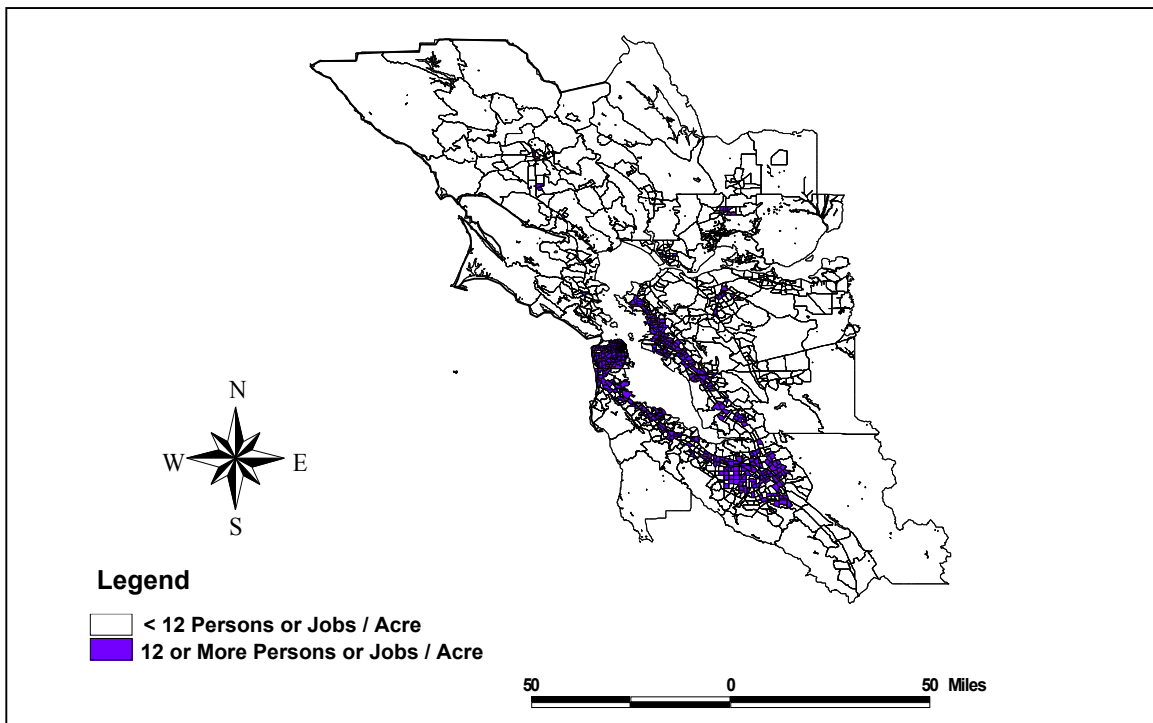 N
W E
S
Legend
< 12 Persons or Jobs / Acre
12 or More Persons or Jobs / Acre
50 0 50 Miles